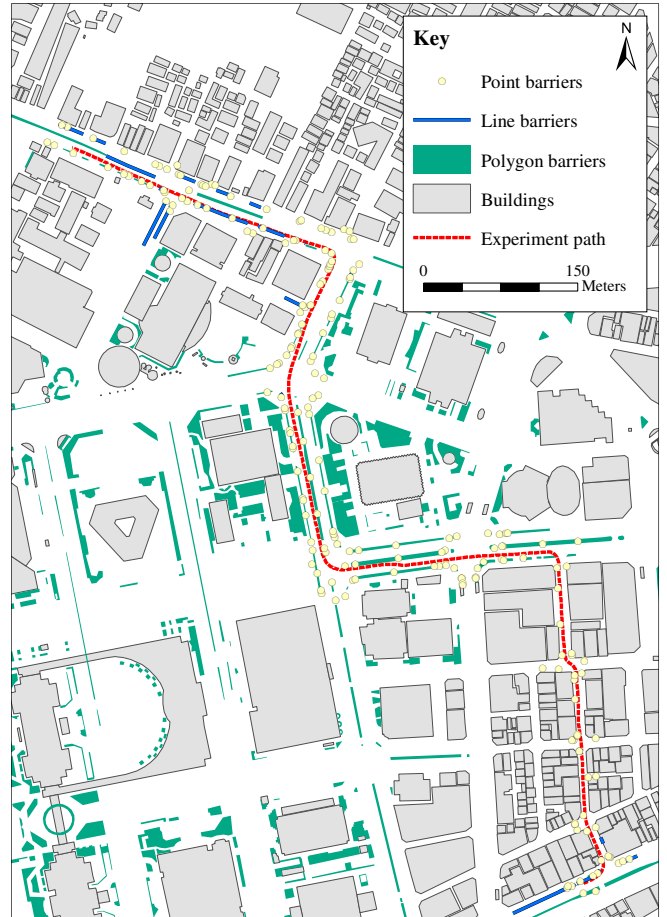 N
Key
Point barriers
Line barriers
Polygon barriers
Buildings
Experiment path
0 150
Meters